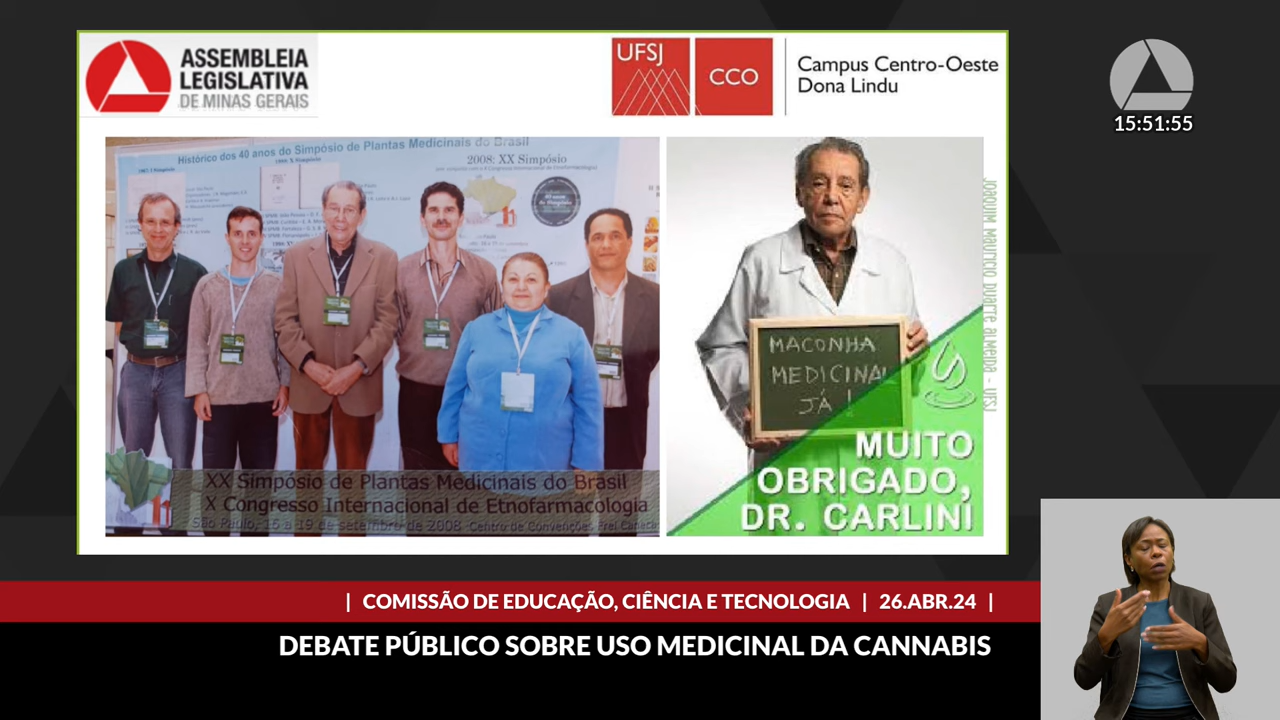 ASSEMBLEIA
LEGISLATIVA
DE MINAS GERAIS
UFSJ
CCO
Campus Centro-Oeste
Dona Lindu
15:51:55
Histórico dos 40 anos do Simpósio de Plantas Medicinais do Brasil
2008: XX Simpósio
XX Simpósio de Plantas Medicinais do Brasil
X Congresso Internacional de Etnofarmacologia
São Paulo, 16 a 19 de setembro de 2008 Centro de Convenções Frei Caneca
MACONHA
MEDICINAL
JÁ!
MUITO
OBRIGADO,
DR. CARLINI
JOAQUIM MAURICIO DUARTE ALMEIDA - UFSJ
| COMISSÃO DE EDUCAÇÃO, CIÊNCIA E TECNOLOGIA | 26.ABR.24 |
DEBATE PÚBLICO SOBRE USO MEDICINAL DA CANNABIS